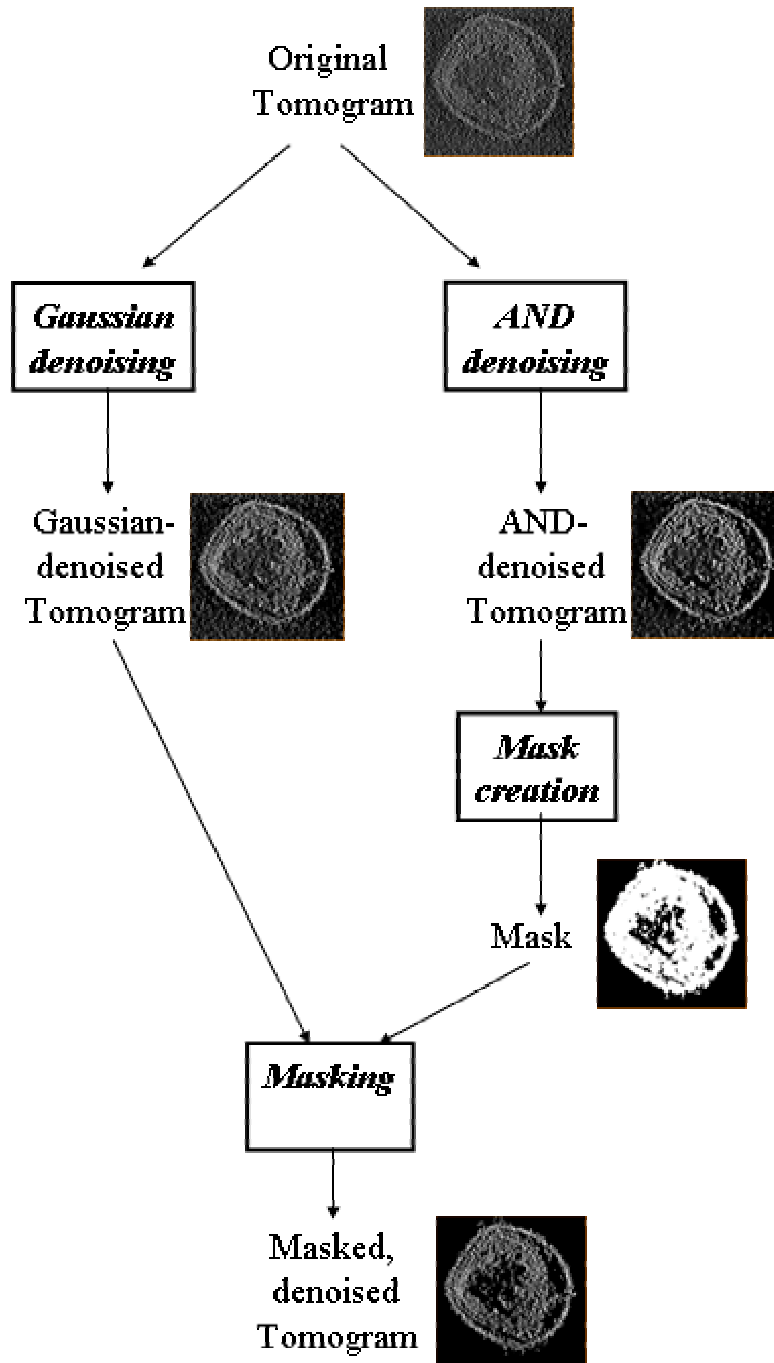 Original
Tomogram
Gaussian
denoising
AND
denoising
Gaussian-
denoised
Tomogram
AND-
denoised
Tomogram
Mask
creation
Mask
Masking
Masked,
denoised
Tomogram